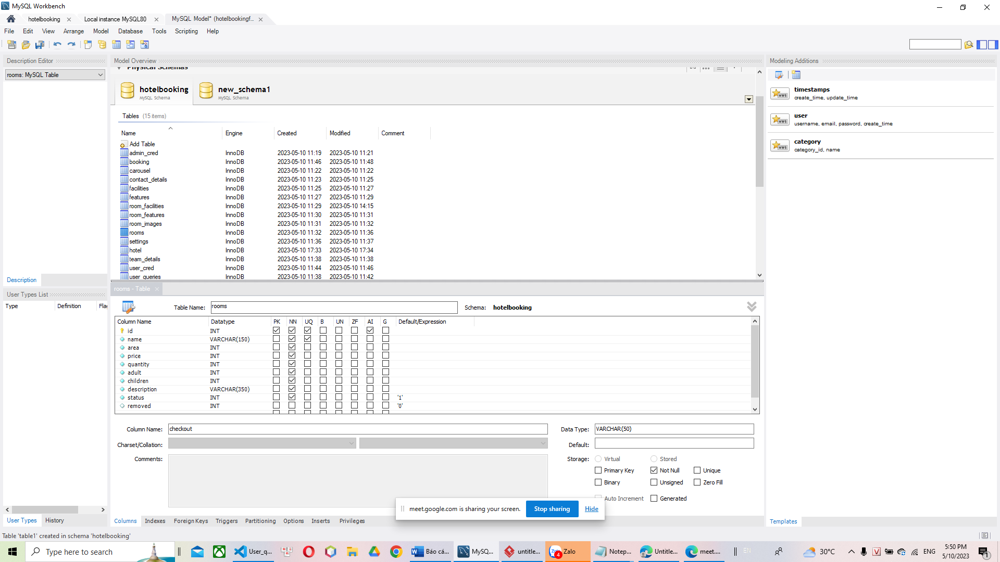 MySQL Workbench
hotelbooking
Local instance MySQL80
MySQL Model* (hotelbookingf...
File Edit View Arrange Model Database Tools Scripting Help
Description Editor
rooms: MySQL Table
Description
User Types List
Type Definition Flag
User Types History
Model Overview
Physical Schemas
hotelbooking
MySQL Schema
new_schema1
MySQL Schema
Tables (15 items)
Name Engine Created Modified Comment
Add Table
admin_cred InnoDB 2023-05-10 11:19 2023-05-10 11:21
booking InnoDB 2023-05-10 11:46 2023-05-10 11:48
carousel InnoDB 2023-05-10 11:22 2023-05-10 11:22
contact_details InnoDB 2023-05-10 11:23 2023-05-10 11:25
facilities InnoDB 2023-05-10 11:25 2023-05-10 11:27
features InnoDB 2023-05-10 11:27 2023-05-10 11:29
room_facilities InnoDB 2023-05-10 11:29 2023-05-10 14:15
room_features InnoDB 2023-05-10 11:30 2023-05-10 11:31
room_images InnoDB 2023-05-10 11:31 2023-05-10 11:32
rooms InnoDB 2023-05-10 11:32 2023-05-10 11:36
settings InnoDB 2023-05-10 11:36 2023-05-10 11:37
hotel InnoDB 2023-05-10 17:33 2023-05-10 17:34
team_details InnoDB 2023-05-10 11:38 2023-05-10 11:38
user_cred InnoDB 2023-05-10 11:44 2023-05-10 11:46
user_queries InnoDB 2023-05-10 11:38 2023-05-10 11:42
rooms - Table
Table Name: rooms Schema: hotelbooking
Column Name Datatype PK NN UQ B UN ZF AI G Default/Expression
id INT
name VARCHAR(150)
area INT
price INT
quantity INT
adult INT
children INT
description VARCHAR(350)
status INT '1'
removed INT '0'
Column Name: checkout Data Type: VARCHAR(50)
Charset/Collation: Default:
Comments: Storage: Virtual Stored
Primary Key Not Null Unique
Binary Unsigned Zero Fill
Auto Increment Generated
meet.google.com is sharing your screen. Stop sharing Hide
Columns Indexes Foreign Keys Triggers Partitioning Options Inserts Privileges
Modeling Additions
timestamps
create_time, update_time
user
username, email, password, create_time
category
category_id, name
MWB
MWB
MWB
Templates
Table 'table1' created in schema 'hotelbooking'
Type here to search
User_q...
Báo cá...
MySQ...
untitle...
Zalo
4
Notep...
Untitle...
meet....
EN
30°C
V
ENG
5:50 PM
5/10/2023
1